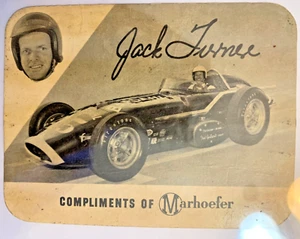 Jack Turner
COMPLIMENTS OF Marhoefer